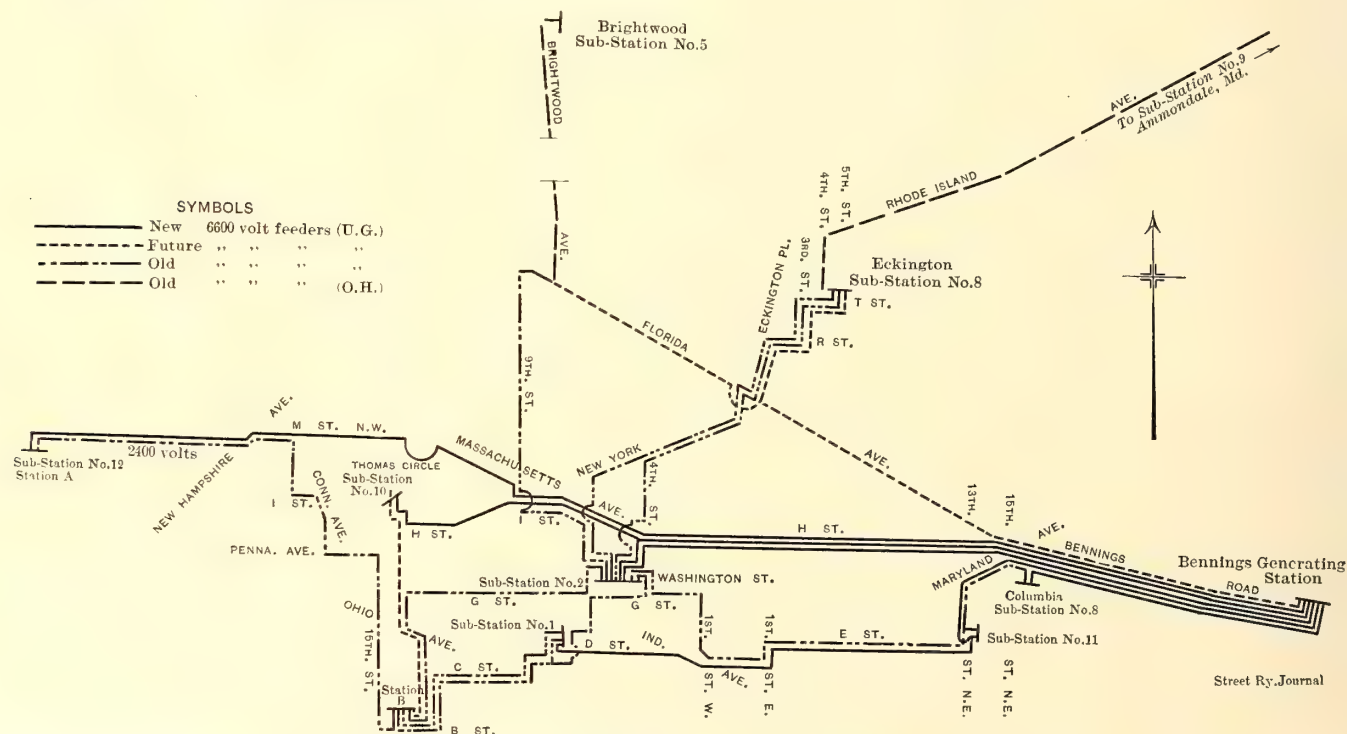 Brightwood
Sub-Station No.5
BRIGHTWOOD
AVE.
AVE.
To Sub-Station No.9
Ammondale, Md.
RHODE ISLAND
5TH. ST.
4TH. ST.
SYMBOLS
New 6600 volt feeders (U.G.)
Future " " " "
Old " " " "
Old " " " (O.H.)
ECKINGTON PL.
3RD. ST.
Eckington
Sub-Station No.8
T ST.
R ST.
FLORIDA
AVE.
9TH. ST.
AVE.
M ST. N.W.
2400 volts
Sub-Station No.12
Station A
NEW HAMPSHIRE
THOMAS CIRCLE
Sub-Station
No.10
MASSACHUSETTS
AVE.
NEW YORK
4TH. ST.
CONN. AVE.
I ST.
I ST.
H ST.
H ST.
13TH. ST. N.E.
15TH. ST. N.E.
AVE.
BENNINGS
ROAD
Bennings Gencrating
Station
PENNA. AVE.
Sub-Station No.2
WASHINGTON ST.
MARYLAND
Columbia
Sub-Station No.8
G ST.
G ST.
OHIO
AVE.
15TH. ST.
Sub-Station No.1
D ST.
IND.
AVE.
1ST. ST. W.
1ST. ST. E.
E ST.
Sub-Station No.11
C ST.
Station
B
B ST.
Street Ry.Journal